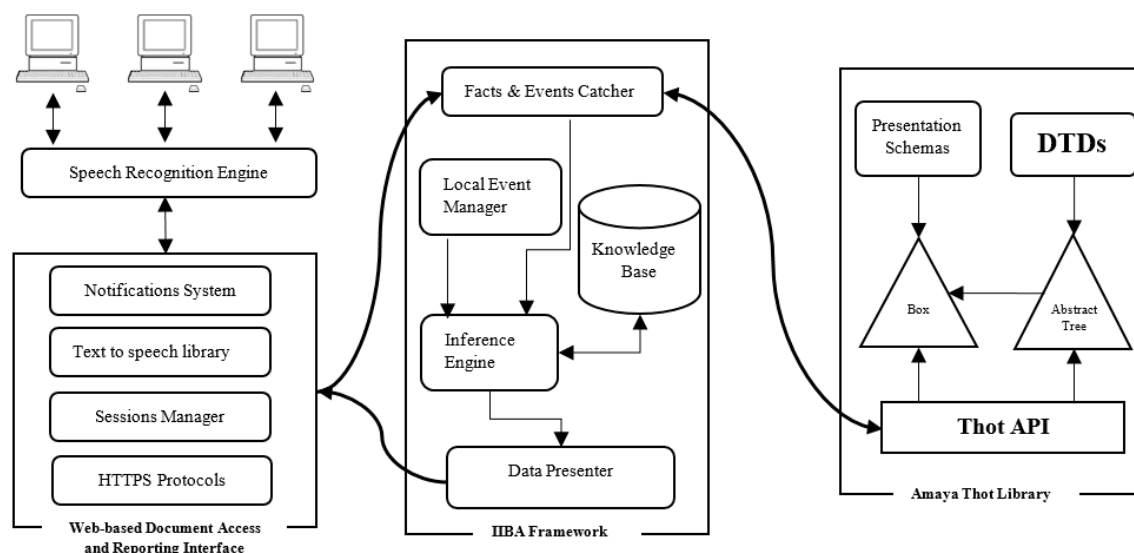 Speech Recognition Engine
Notifications System
Text to speech library
Sessions Manager
HTTPS Protocols
Web-based Document Access
and Reporting Interface
Facts & Events Catcher
Local Event
Manager
Knowledge
Base
Inference
Engine
Data Presenter
IIBA Framework
Presentation
Schemas
DTDs
Box
Abstract
Tree
Thot API
Amaya Thot Library